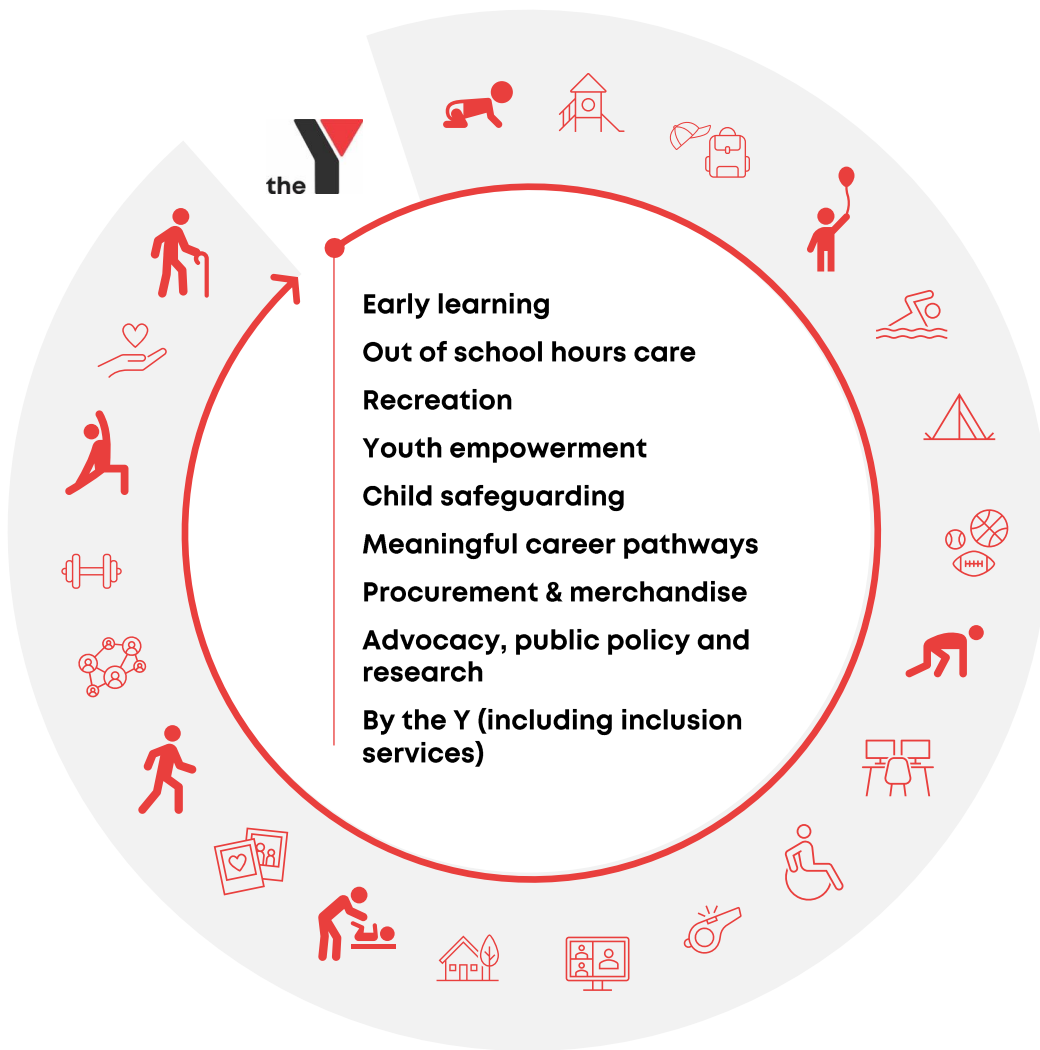 the Y
Early learning
Out of school hours care
Recreation
Youth empowerment
Child safeguarding
Meaningful career pathways
Procurement & merchandise
Advocacy, public policy and
research
By the Y (including inclusion
services)